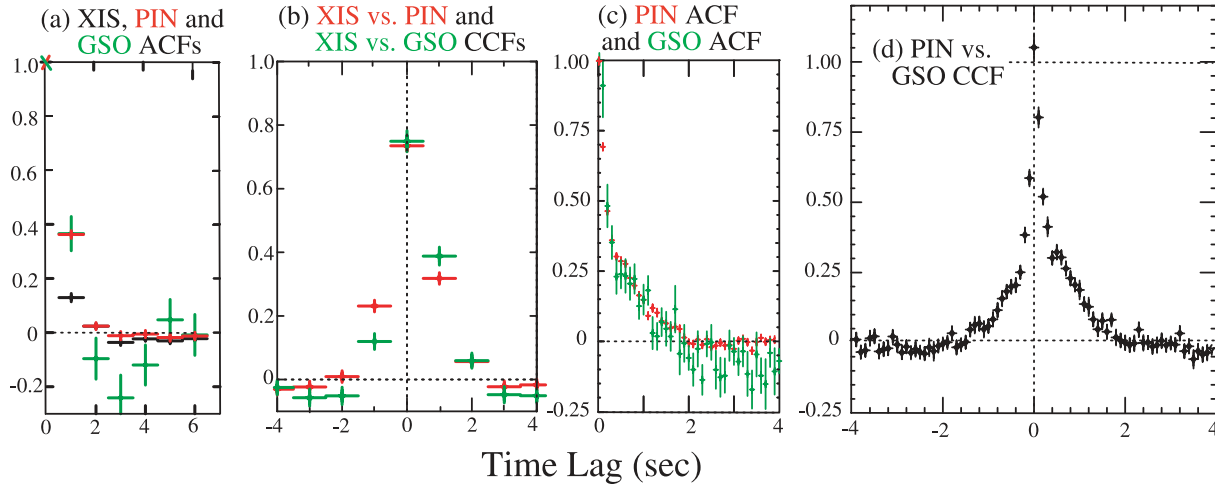 (a) XIS, PIN and
GSO ACFs
1.0
0.8
0.6
0.4
0.2
0
-0.2
0 2 4 6
(b) XIS vs. PIN and
XIS vs. GSO CCFs
0.8
0.6
0.4
0.2
0
-4 -2 0 2 4
(c) PIN ACF
and GSO ACF
1.00
0.75
0.50
0.25
0
-0.25
0 2 4
(d) PIN vs.
GSO CCF
1.00
0.75
0.50
0.25
0
-0.25
-4 -2 0 2 4
Time Lag (sec)